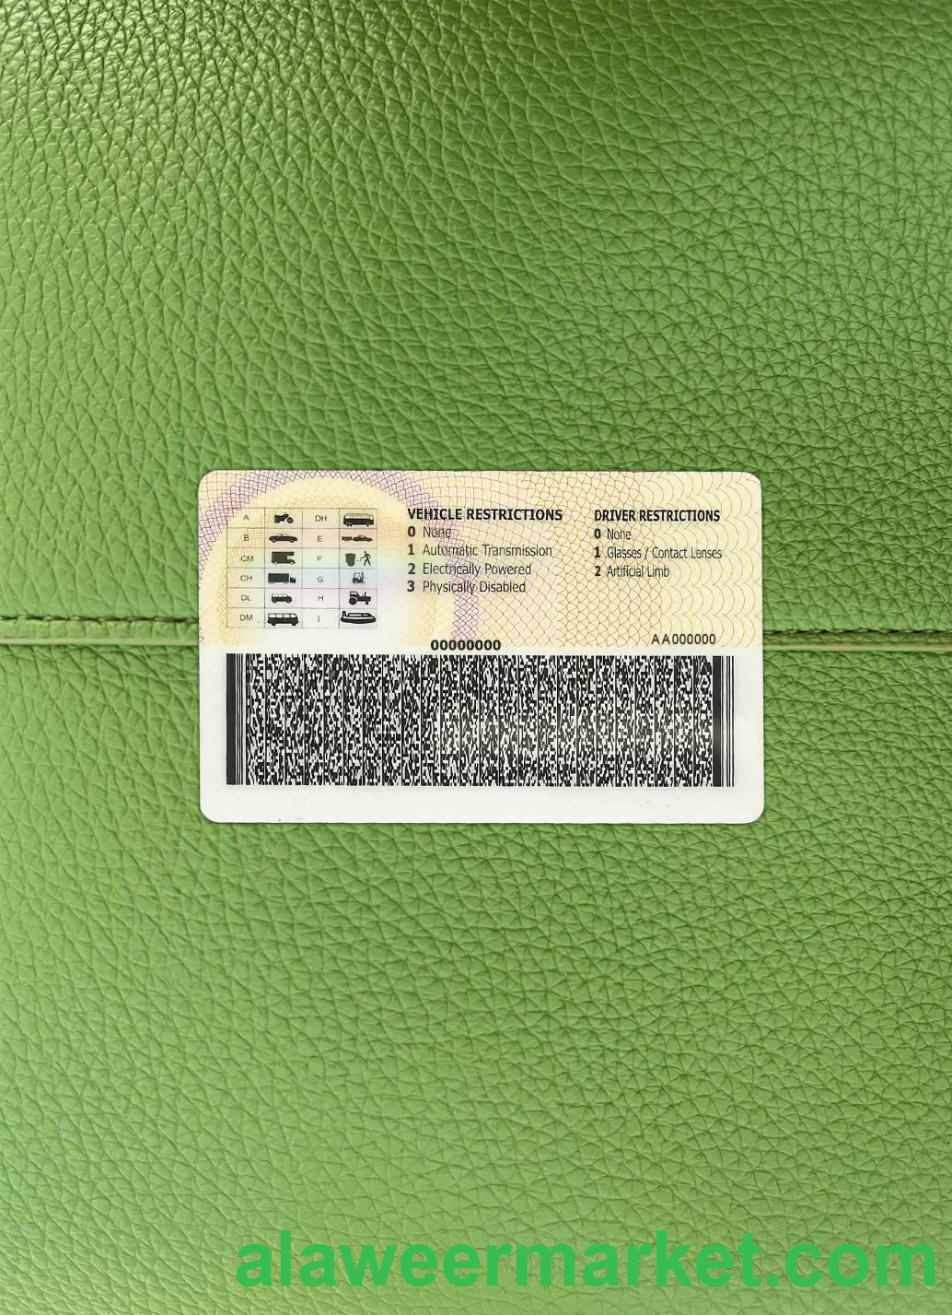 A DH
B E
CM F
CH G
DL H
DM I
VEHICLE RESTRICTIONS
0 None
1 Automatic Transmission
2 Electrically Powered
3 Physically Disabled
DRIVER RESTRICTIONS
0 None
1 Glasses / Contact Lenses
2 Artificial Limb
00000000
AA000000
alaweermarket.com